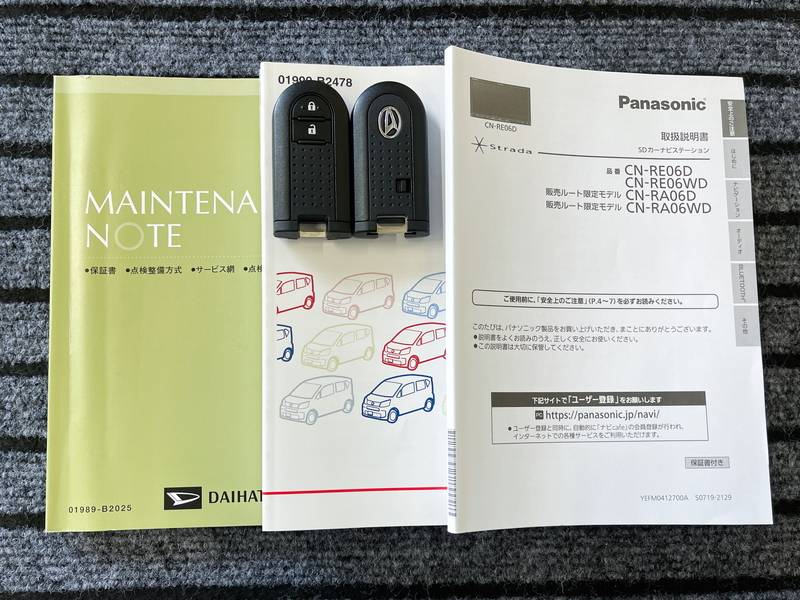 MAINTENA
NOTE
●保証書 ●点検整備方式 ●サービス網 ●点検
01989-B2025
DAIHAT
01999-B2478
CN-RE06D
Panasonic
取扱説明書
SDカーナビステーション
Strada
品番 CN-RE06D
CN-RE06WD
販売ルート限定モデル CN-RA06D
販売ルート限定モデル CN-RA06WD
ご使用前に、「安全上のご注意」(P.4～7)を必ずお読みください。
このたびは、パナソニック製品をお買い上げいただき、まことにありがとうございます。
●説明書をよくお読みのうえ、正しく安全にお使いください。
●この説明書は大切に保管してください。
下記サイトで「ユーザー登録」をお願いします
PC https://panasonic.jp/navi/
●ユーザー登録と同時に、自動的に「ナビcafe」の会員登録が行われ、
インターネットでの各種サービスをご利用いただけます。
保証書付き
YEFM0412700A S0719-2129
安全上のご注意
はじめに
ナビゲーション
オーディオ
BLUETOOTH
その他